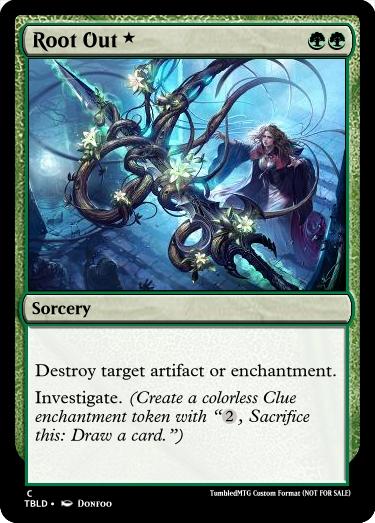 Root Out ★
Sorcery
Destroy target artifact or enchantment.
Investigate. (Create a colorless Clue
enchantment token with “2, Sacrifice
this: Draw a card.”)
C
TBLD • Donfoo
TumbledMTG Custom Format (NOT FOR SALE)